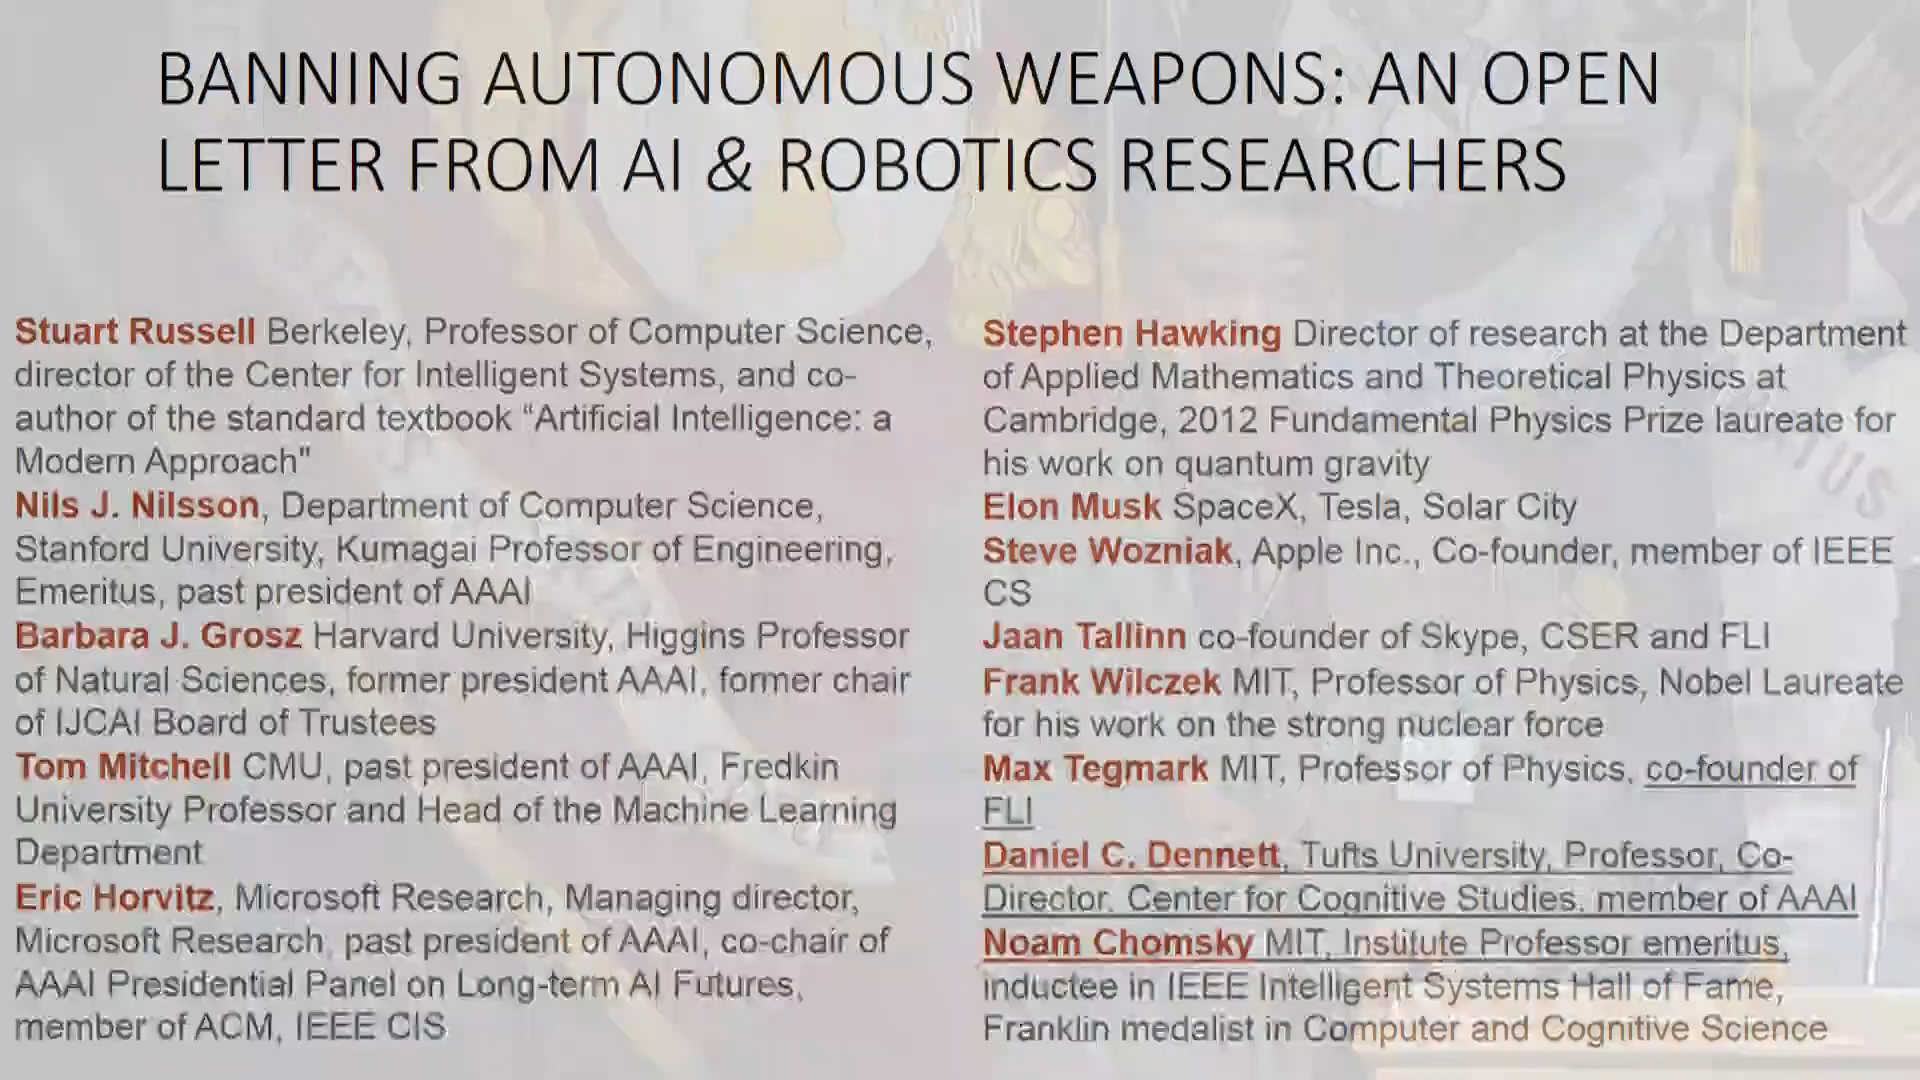 BANNING AUTONOMOUS WEAPONS: AN OPEN
LETTER FROM AI & ROBOTICS RESEARCHERS
Stuart Russell Berkeley, Professor of Computer Science,
director of the Center for Intelligent Systems, and co-
author of the standard textbook “Artificial Intelligence: a
Modern Approach"
Nils J. Nilsson, Department of Computer Science,
Stanford University, Kumagai Professor of Engineering,
Emeritus, past president of AAAI
Barbara J. Grosz Harvard University, Higgins Professor
of Natural Sciences, former president AAAI, former chair
of IJCAI Board of Trustees
Tom Mitchell CMU, past president of AAAI, Fredkin
University Professor and Head of the Machine Learning
Department
Eric Horvitz, Microsoft Research, Managing director,
Microsoft Research, past president of AAAI, co-chair of
AAAI Presidential Panel on Long-term AI Futures,
member of ACM, IEEE CIS
Stephen Hawking Director of research at the Department
of Applied Mathematics and Theoretical Physics at
Cambridge, 2012 Fundamental Physics Prize laureate for
his work on quantum gravity
Elon Musk SpaceX, Tesla, Solar City
Steve Wozniak, Apple Inc., Co-founder, member of IEEE
CS
Jaan Tallinn co-founder of Skype, CSER and FLI
Frank Wilczek MIT, Professor of Physics, Nobel Laureate
for his work on the strong nuclear force
Max Tegmark MIT, Professor of Physics, co-founder of
FLI
Daniel C. Dennett, Tufts University, Professor, Co-
Director, Center for Cognitive Studies, member of AAAI
Noam Chomsky MIT, Institute Professor emeritus,
inductee in IEEE Intelligent Systems Hall of Fame,
Franklin medalist in Computer and Cognitive Science